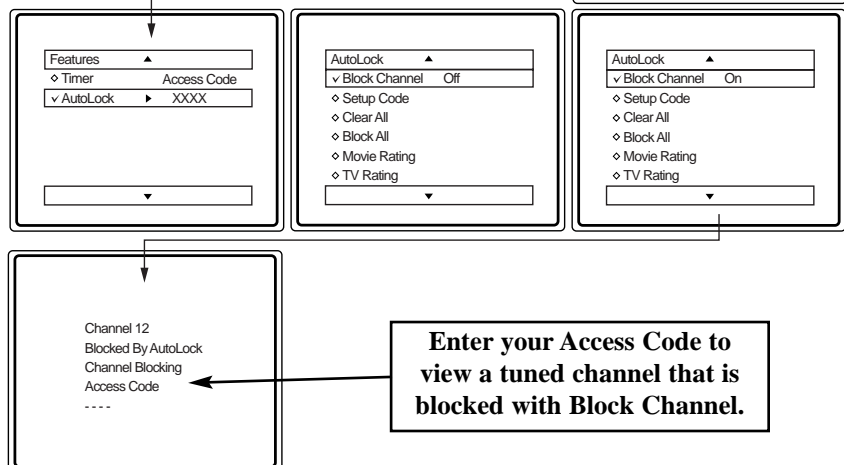 Features
Timer Access Code
AutoLock XXXX
AutoLock
Block Channel Off
Setup Code
Clear All
Block All
Movie Rating
TV Rating
AutoLock
Block Channel On
Setup Code
Clear All
Block All
Movie Rating
TV Rating
Channel 12
Blocked By AutoLock
Channel Blocking
Access Code
- - - -
Enter your Access Code to
view a tuned channel that is
blocked with Block Channel.